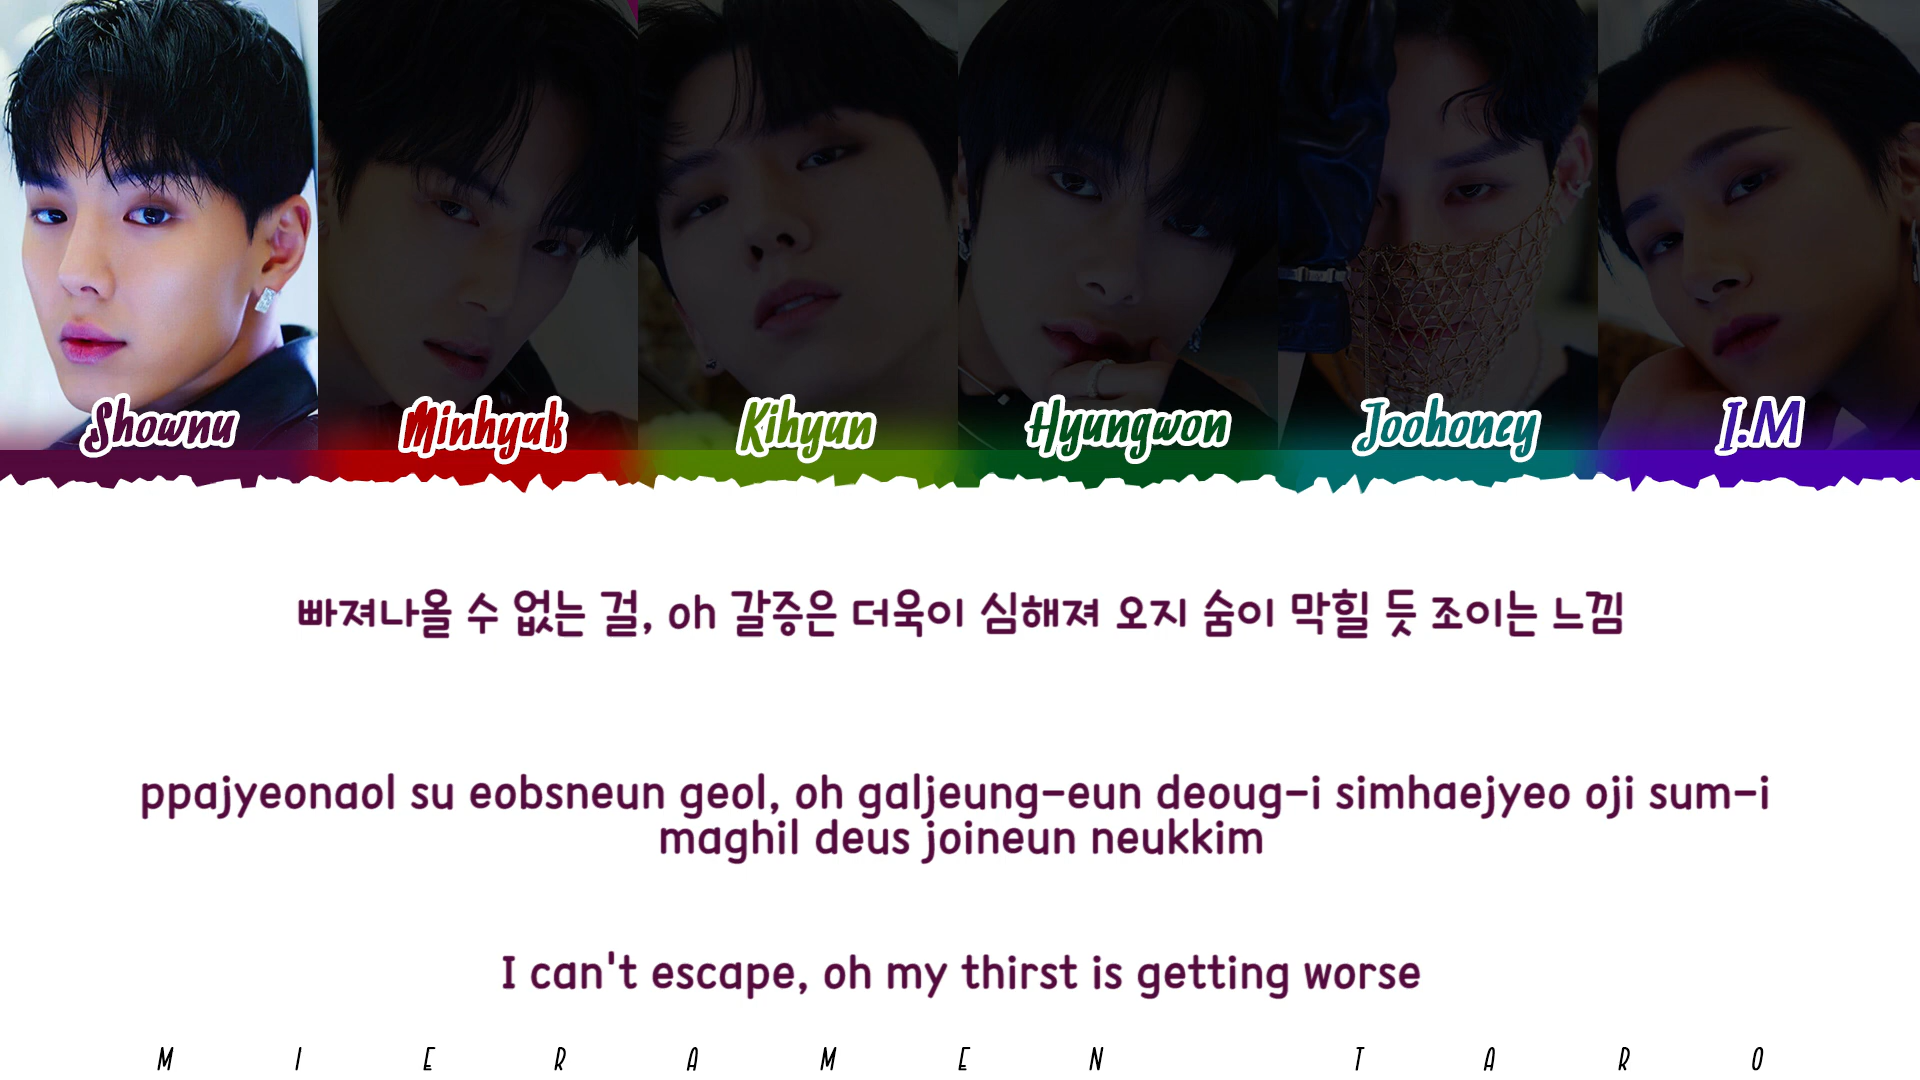 Shownu Minhyuk Kihyun Hyungwon Joohoney I.M
빠져나올 수 없는 걸, oh 갈증은 더욱이 심해져 오지 숨이 막힐 듯 조이는 느낌
ppajyeonaol su eobsneun geol, oh galjeung-eun deoug-i simhaejyeo oji sum-i
maghil deus joineun neukkim
I can't escape, oh my thirst is getting worse
MIERAMEN TARO